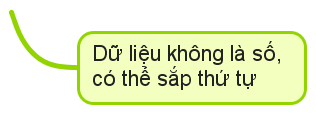 Dữ liệu không là số,
có thể sắp thứ tự